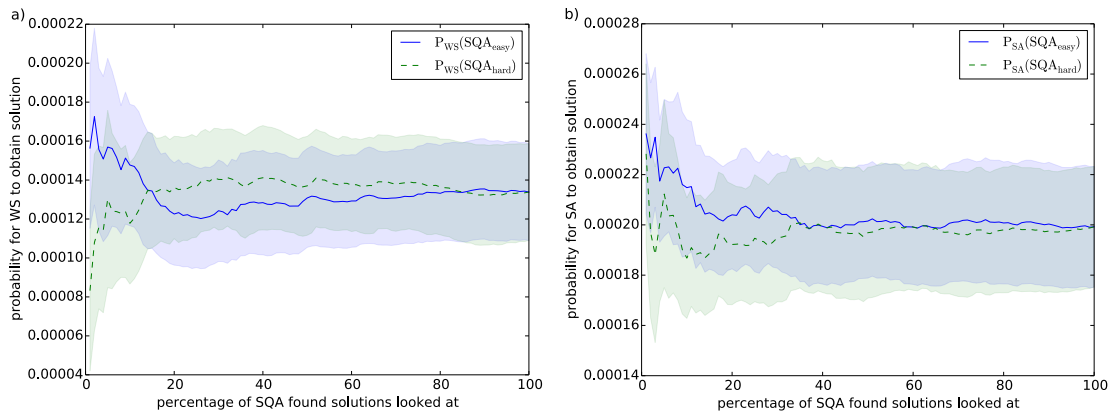 a)
probability for WS to obtain solution
0.00022
0.00020
0.00018
0.00016
0.00014
0.00012
0.00010
0.00008
0.00006
0.00004
0 20 40 60 80 100
percentage of SQA found solutions looked at
P_WS(SQA_easy)
P_WS(SQA_hard)
b)
probability for SA to obtain solution
0.00028
0.00026
0.00024
0.00022
0.00020
0.00018
0.00016
0.00014
0 20 40 60 80 100
percentage of SQA found solutions looked at
P_SA(SQA_easy)
P_SA(SQA_hard)